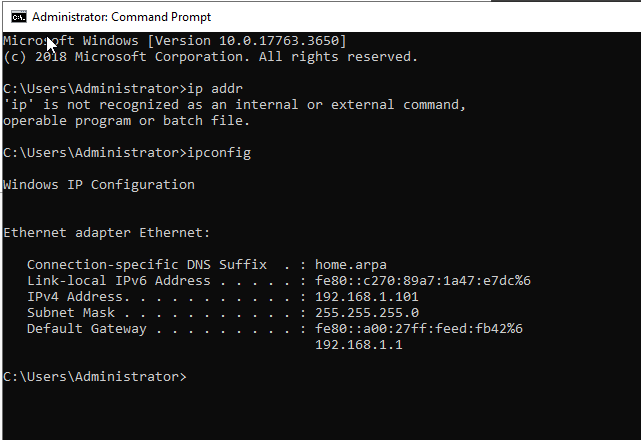 Administrator: Command Prompt
Microsoft Windows [Version 10.0.17763.3650]
(c) 2018 Microsoft Corporation. All rights reserved.
C:\Users\Administrator>ip addr
'ip' is not recognized as an internal or external command,
operable program or batch file.
C:\Users\Administrator>ipconfig
Windows IP Configuration
Ethernet adapter Ethernet:
Connection-specific DNS Suffix  . : home.arpa
Link-local IPv6 Address . . . . . : fe80::c270:89a7:1a47:e7dc%6
IPv4 Address. . . . . . . . . . . : 192.168.1.101
Subnet Mask . . . . . . . . . . . : 255.255.255.0
Default Gateway . . . . . . . . . : fe80::a00:27ff:feed:fb42%6
192.168.1.1
C:\Users\Administrator>